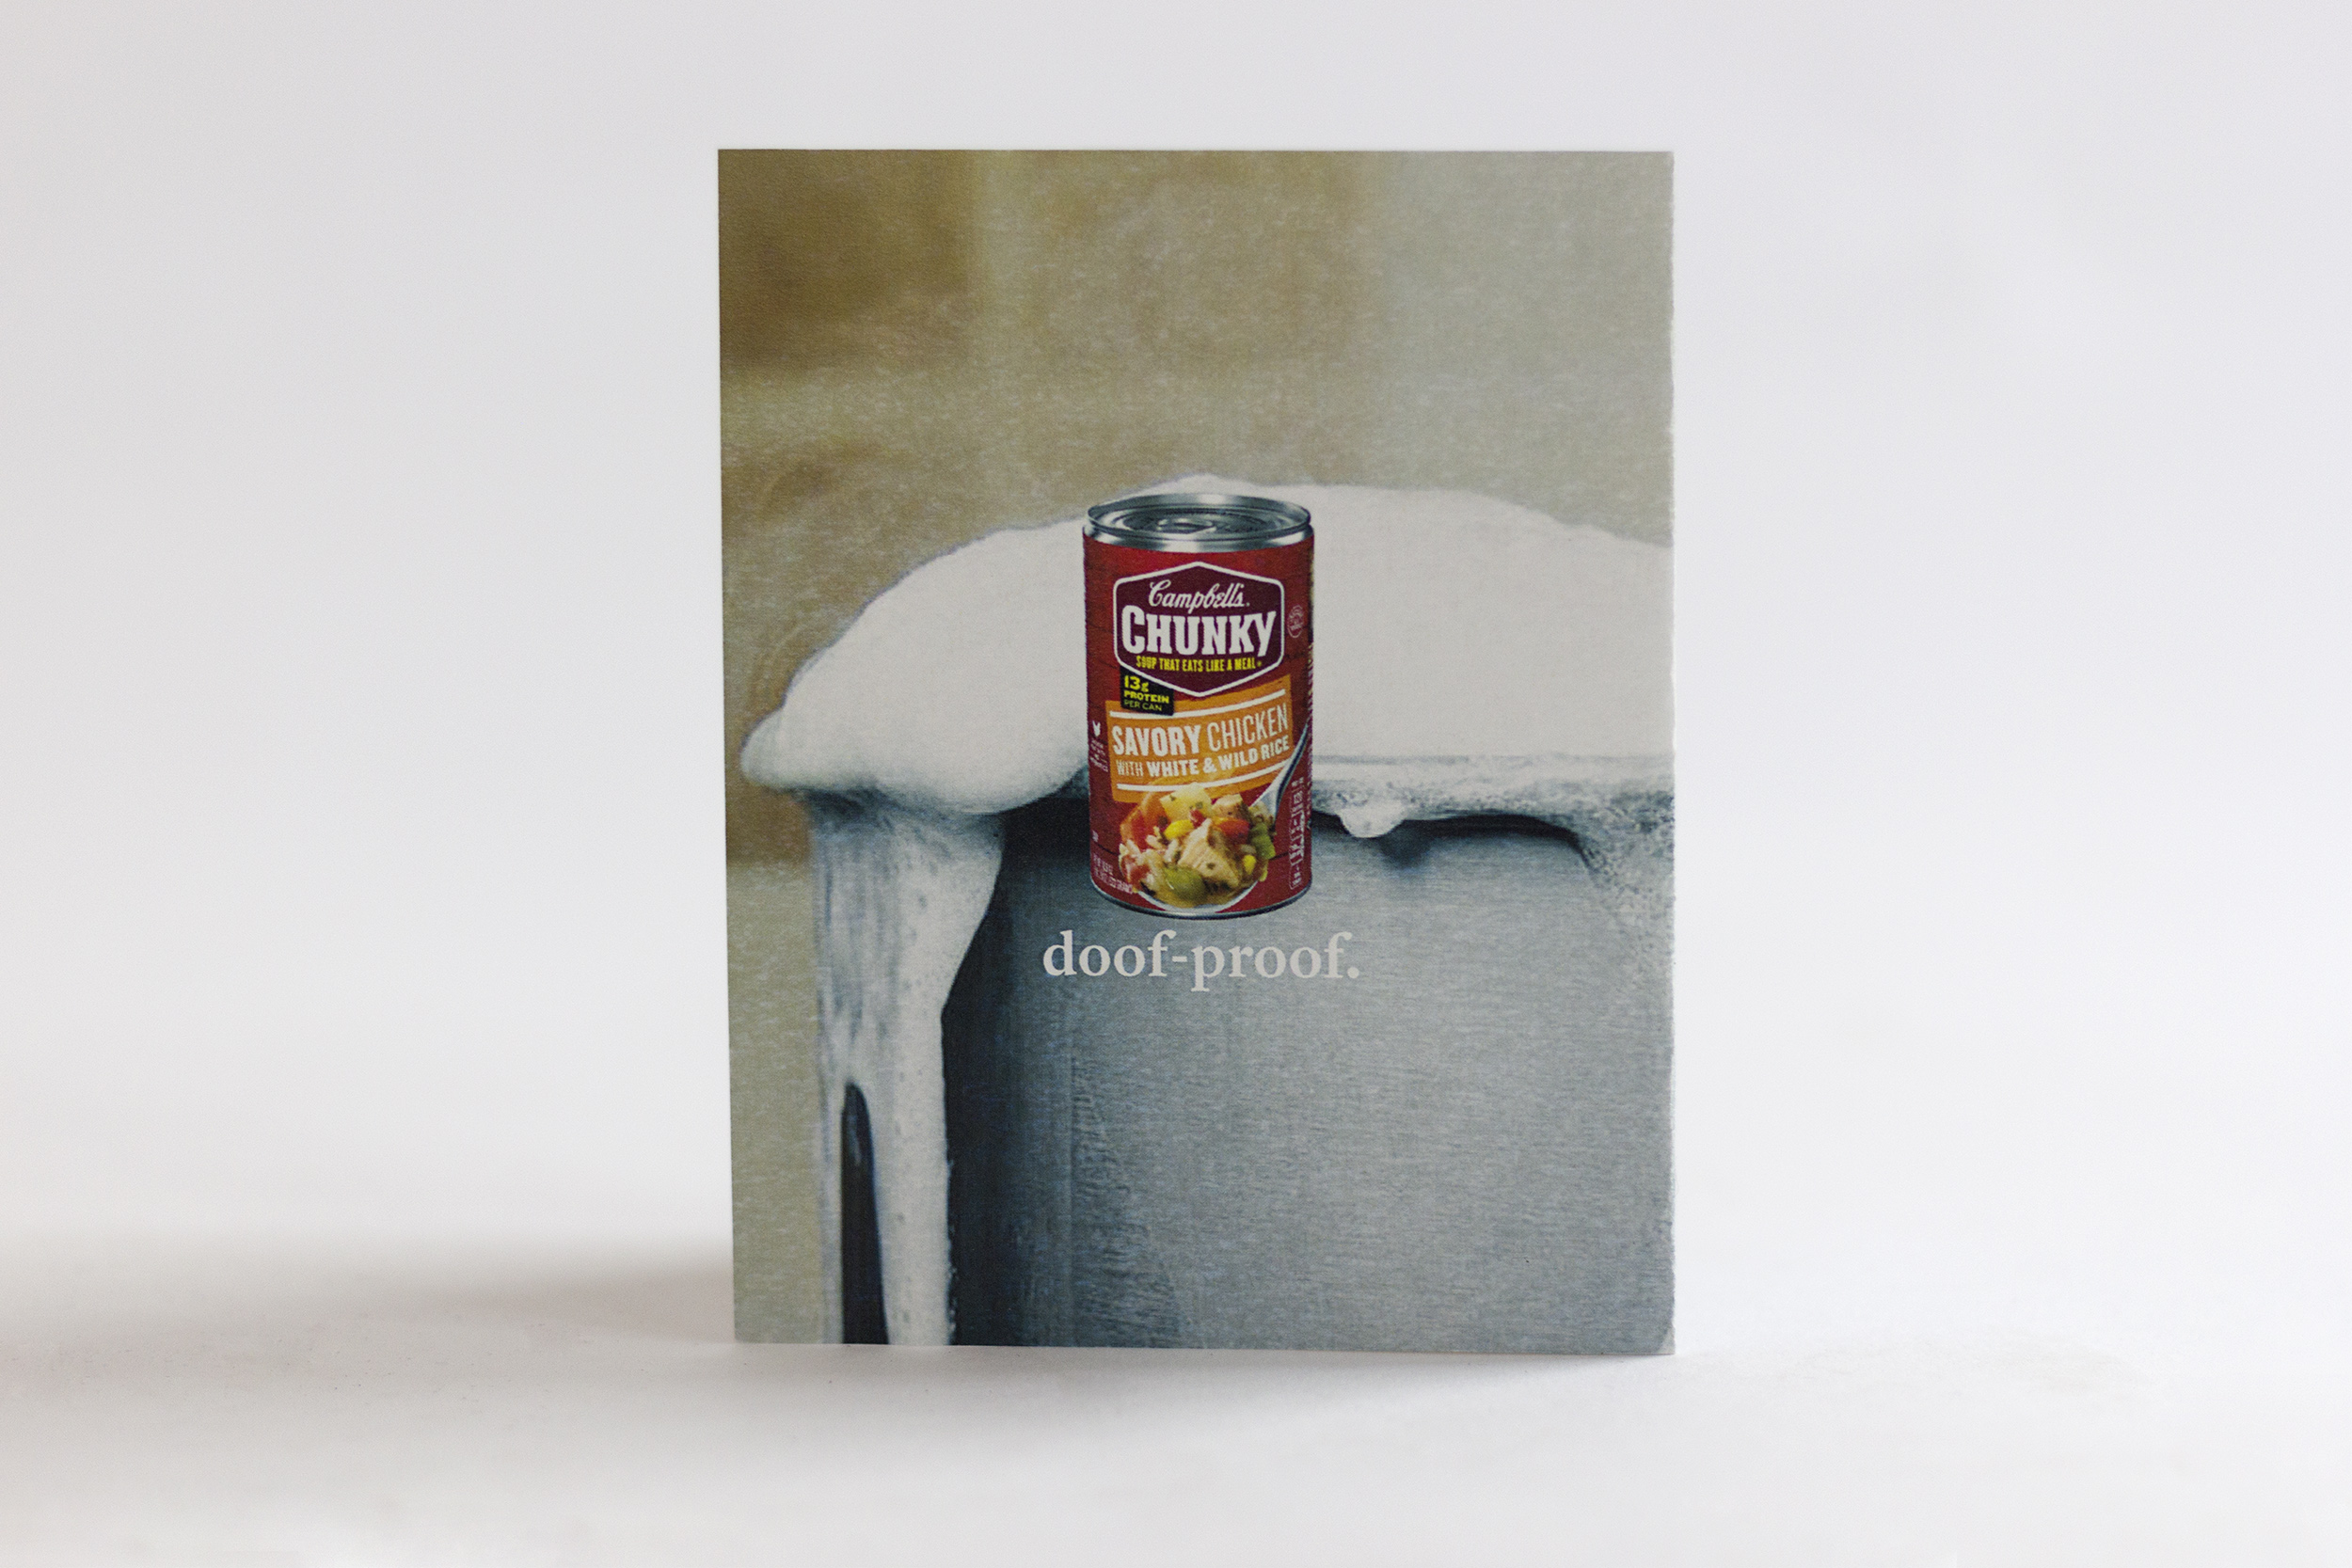 Campbell's.
CHUNKY
SOUP THAT EATS LIKE A MEAL
13g
PROTEIN
PER CAN
SAVORY CHICKEN
WITH WHITE & WILD RICE
doof-proof.